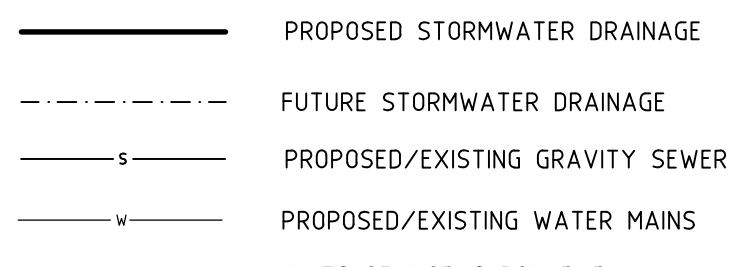 PROPOSED STORMWATER DRAINAGE
FUTURE STORMWATER DRAINAGE
S PROPOSED/EXISTING GRAVITY SEWER
W PROPOSED/EXISTING WATER MAINS